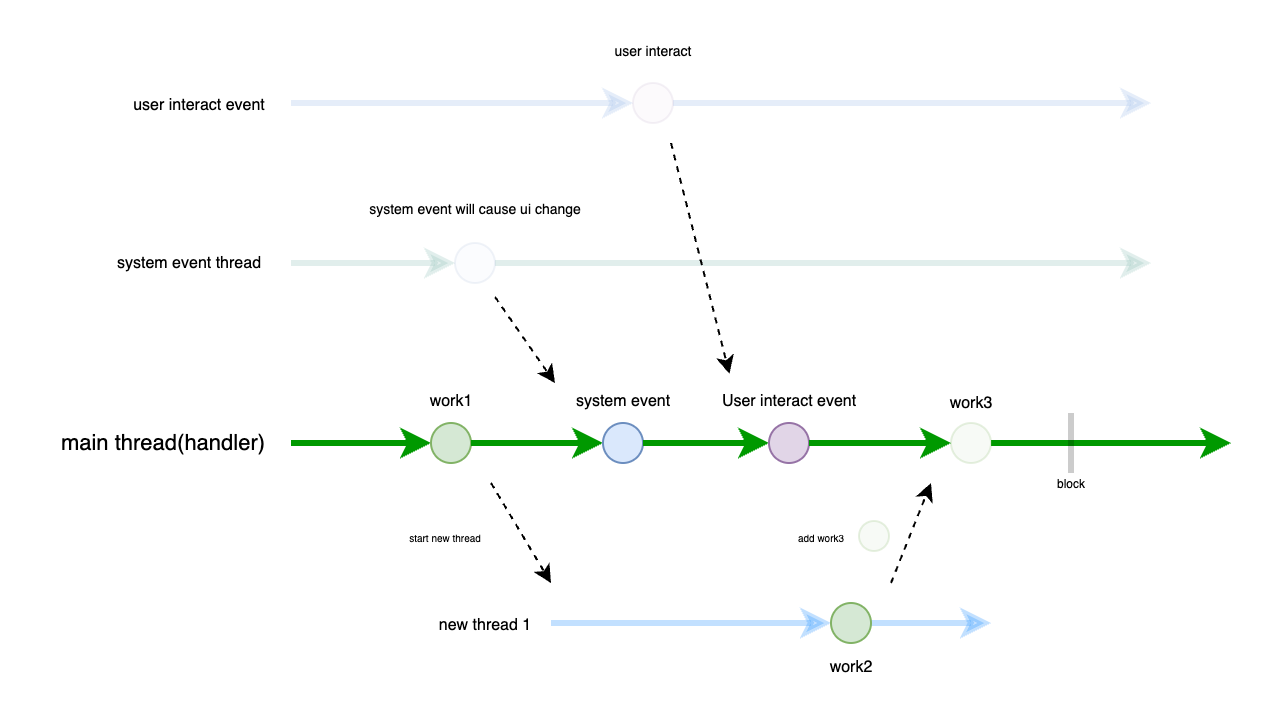 user interact
user interact event
system event will cause ui change
system event thread
work1
system event
User interact event
work3
main thread(handler)
block
start new thread
add work3
new thread 1
work2